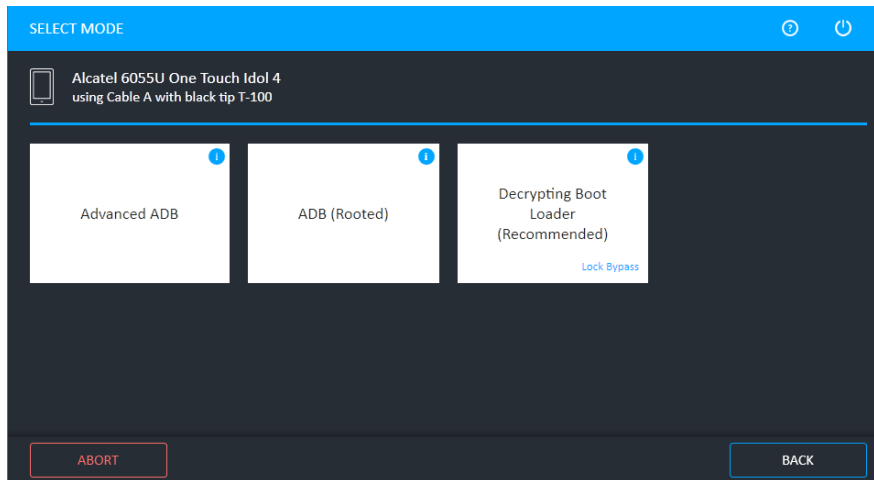 SELECT MODE
Alcatel 6055U One Touch Idol 4
using Cable A with black tip T-100
Advanced ADB
ADB (Rooted)
Decrypting Boot
Loader
(Recommended)
Lock Bypass
ABORT
BACK